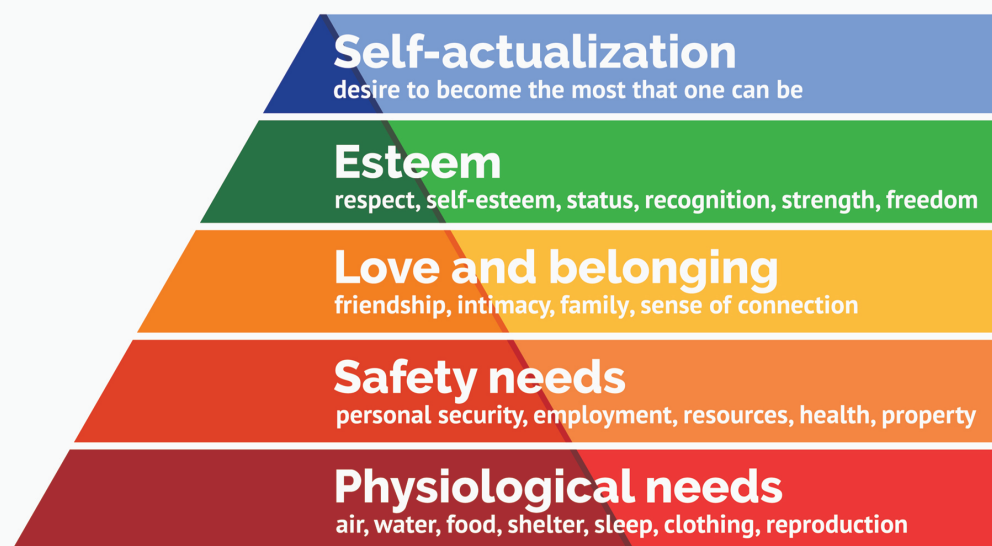 Self-actualization
desire to become the most that one can be
Esteem
respect, self-esteem, status, recognition, strength, freedom
Love and belonging
friendship, intimacy, family, sense of connection
Safety needs
personal security, employment, resources, health, property
Physiological needs
air, water, food, shelter, sleep, clothing, reproduction